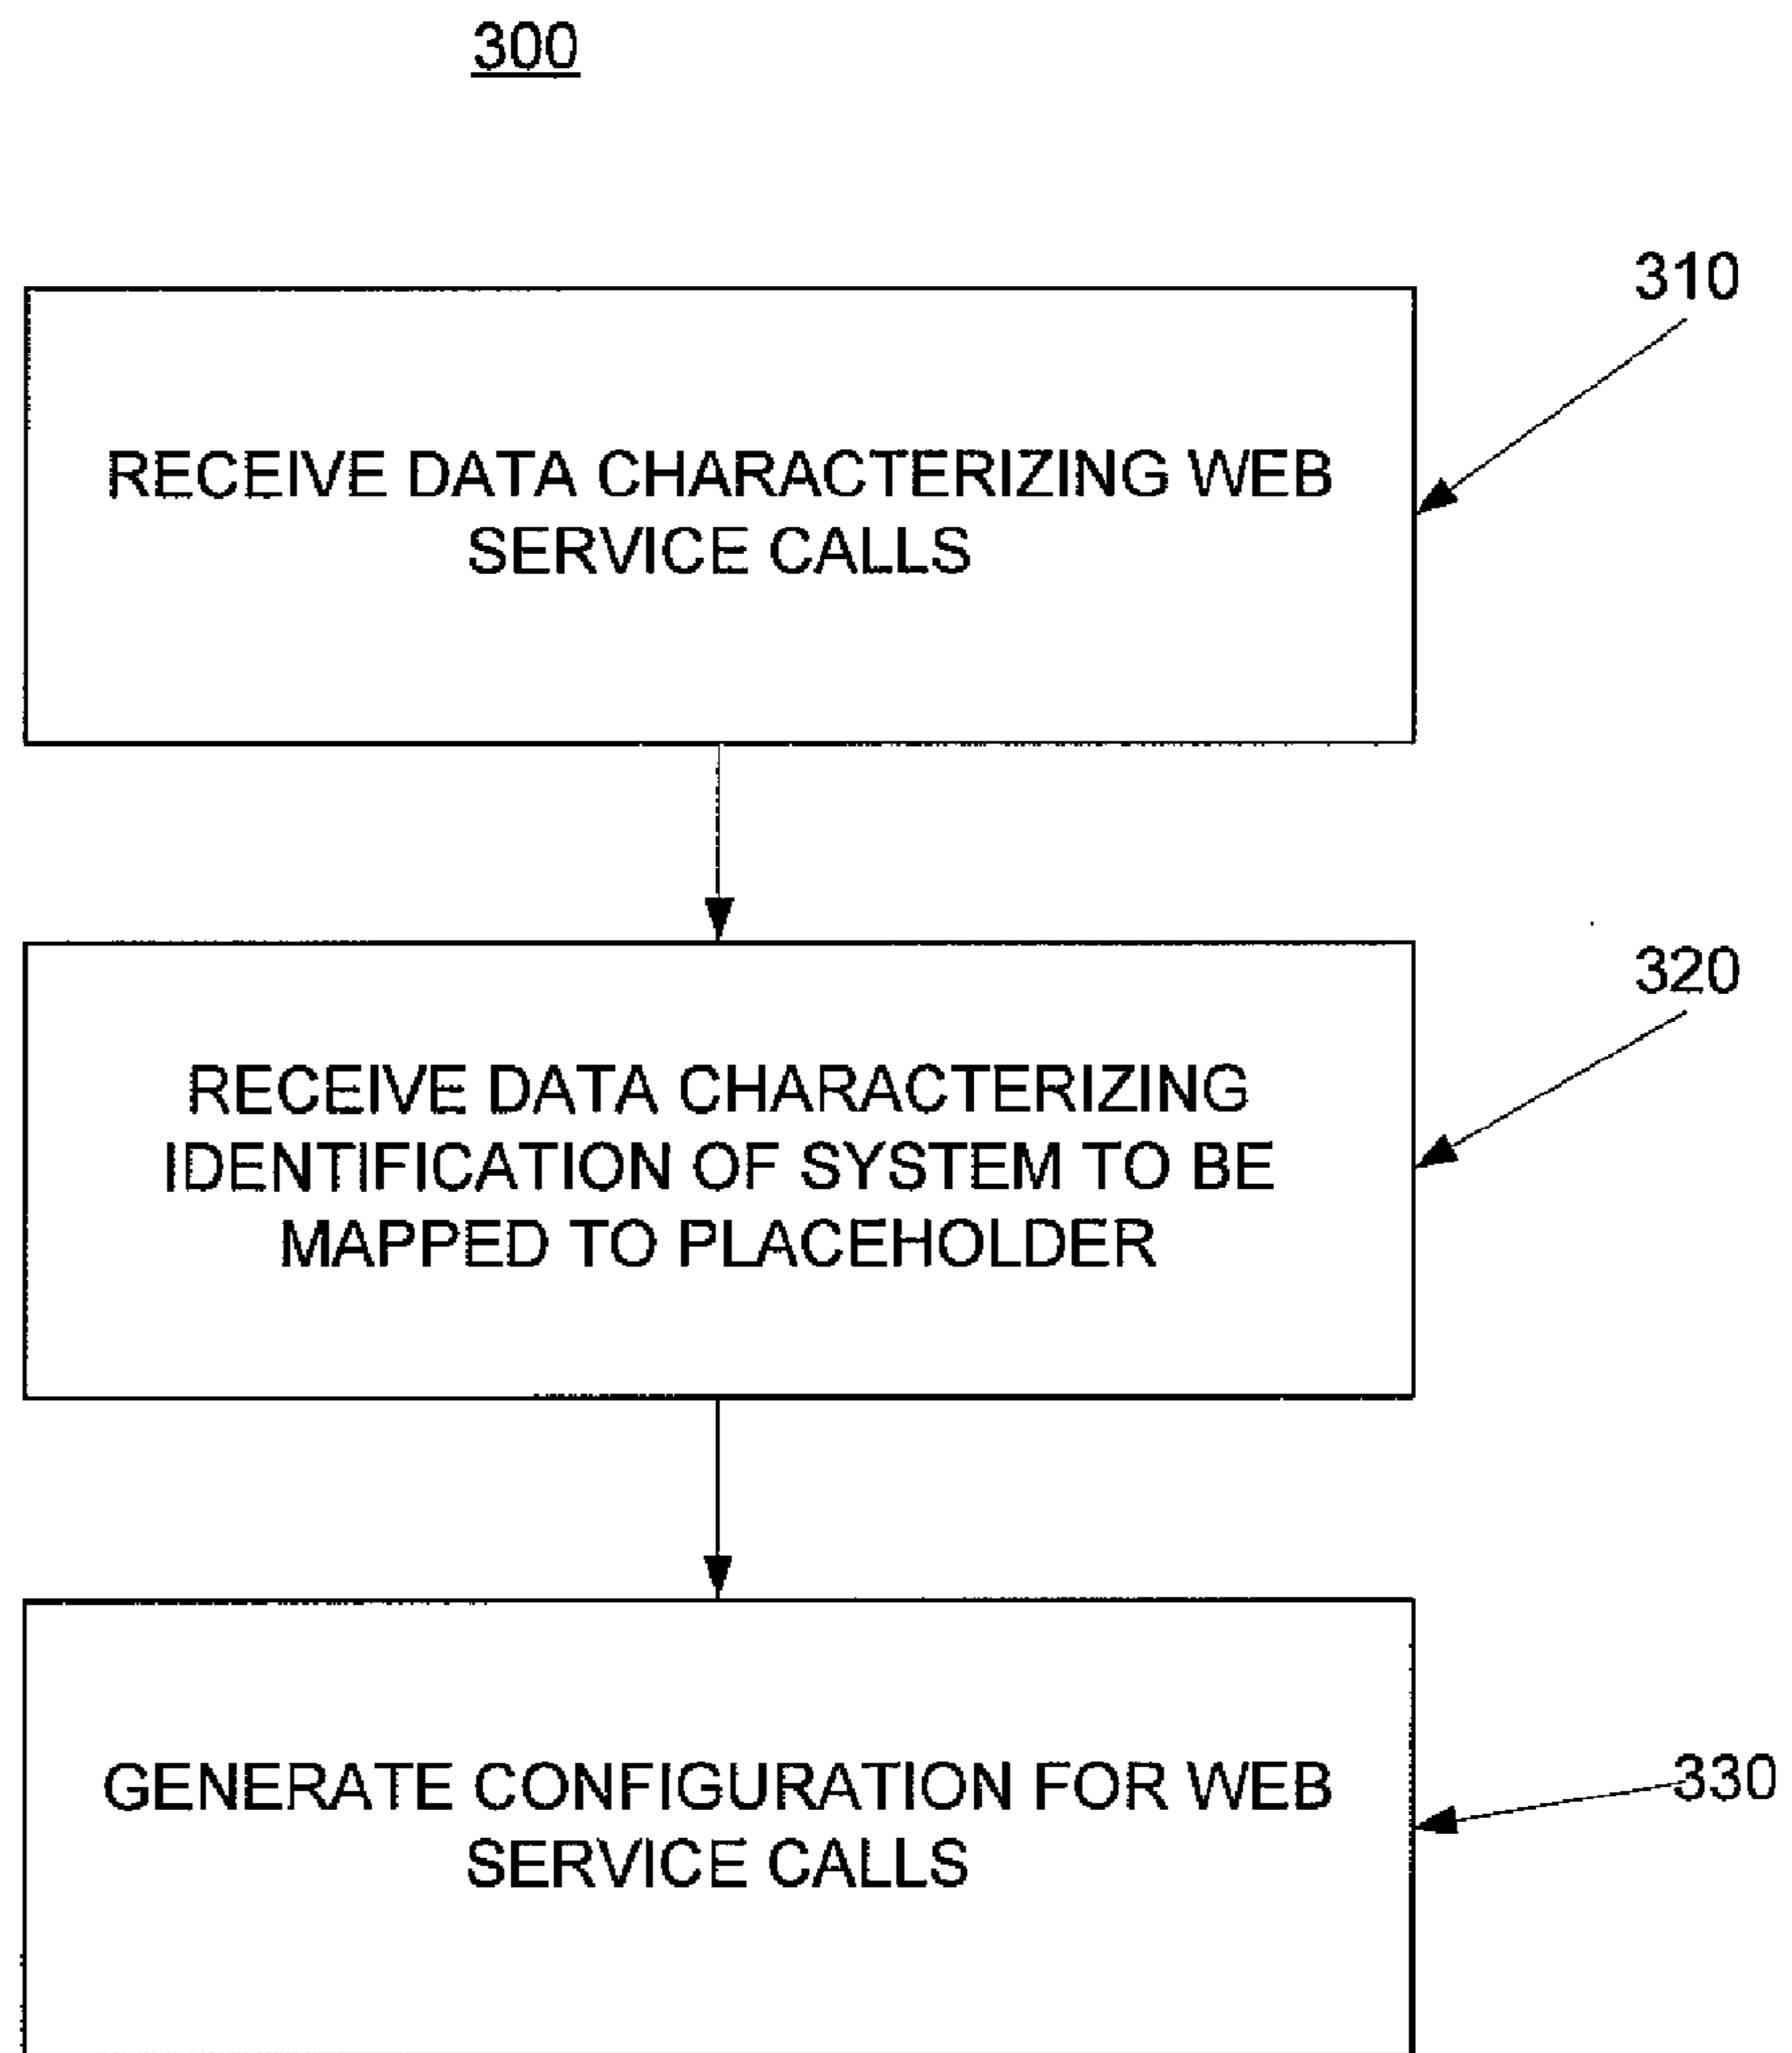 300
310
RECEIVE DATA CHARACTERIZING WEB
SERVICE CALLS
320
RECEIVE DATA CHARACTERIZING
IDENTIFICATION OF SYSTEM TO BE
MAPPED TO PLACEHOLDER
330
GENERATE CONFIGURATION FOR WEB
SERVICE CALLS